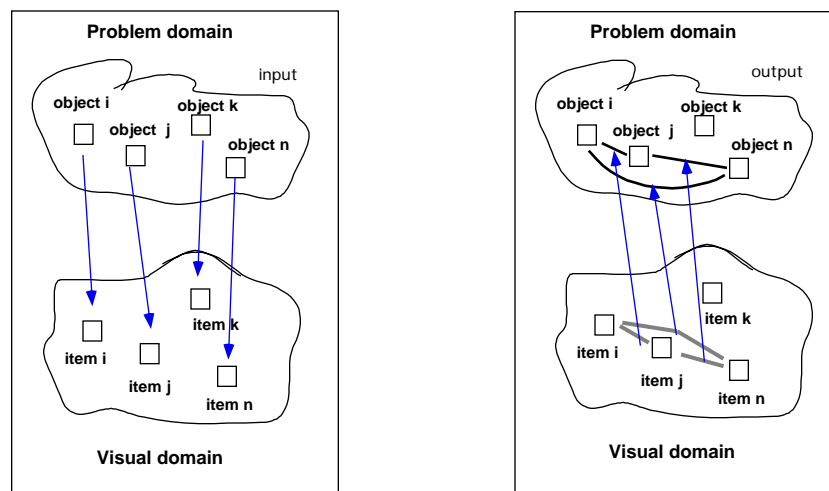 Problem domain
input
object i
object j
object k
object n
item i
item j
item k
item n
Visual domain
Problem domain
output
object i
object j
object k
object n
item i
item j
item k
item n
Visual domain